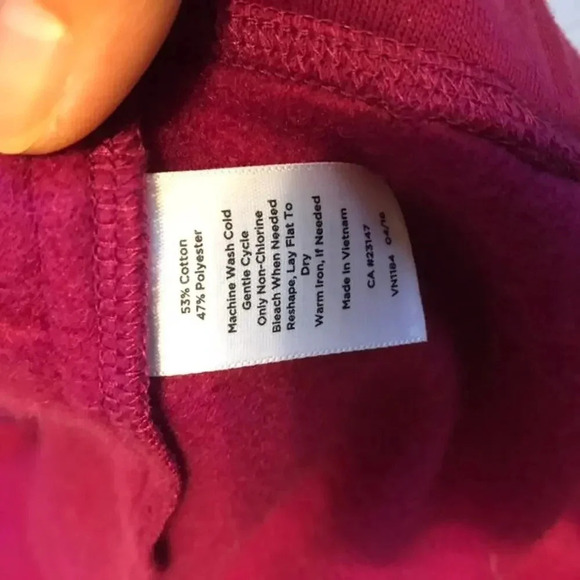 53% Cotton
47% Polyester
Machine Wash Cold
Gentle Cycle
Only Non-Chlorine
Bleach When Needed
Reshape, Lay Flat To
Dry
Warm Iron, If Needed
Made in Vietnam
CA #23147
VN1184 04/16